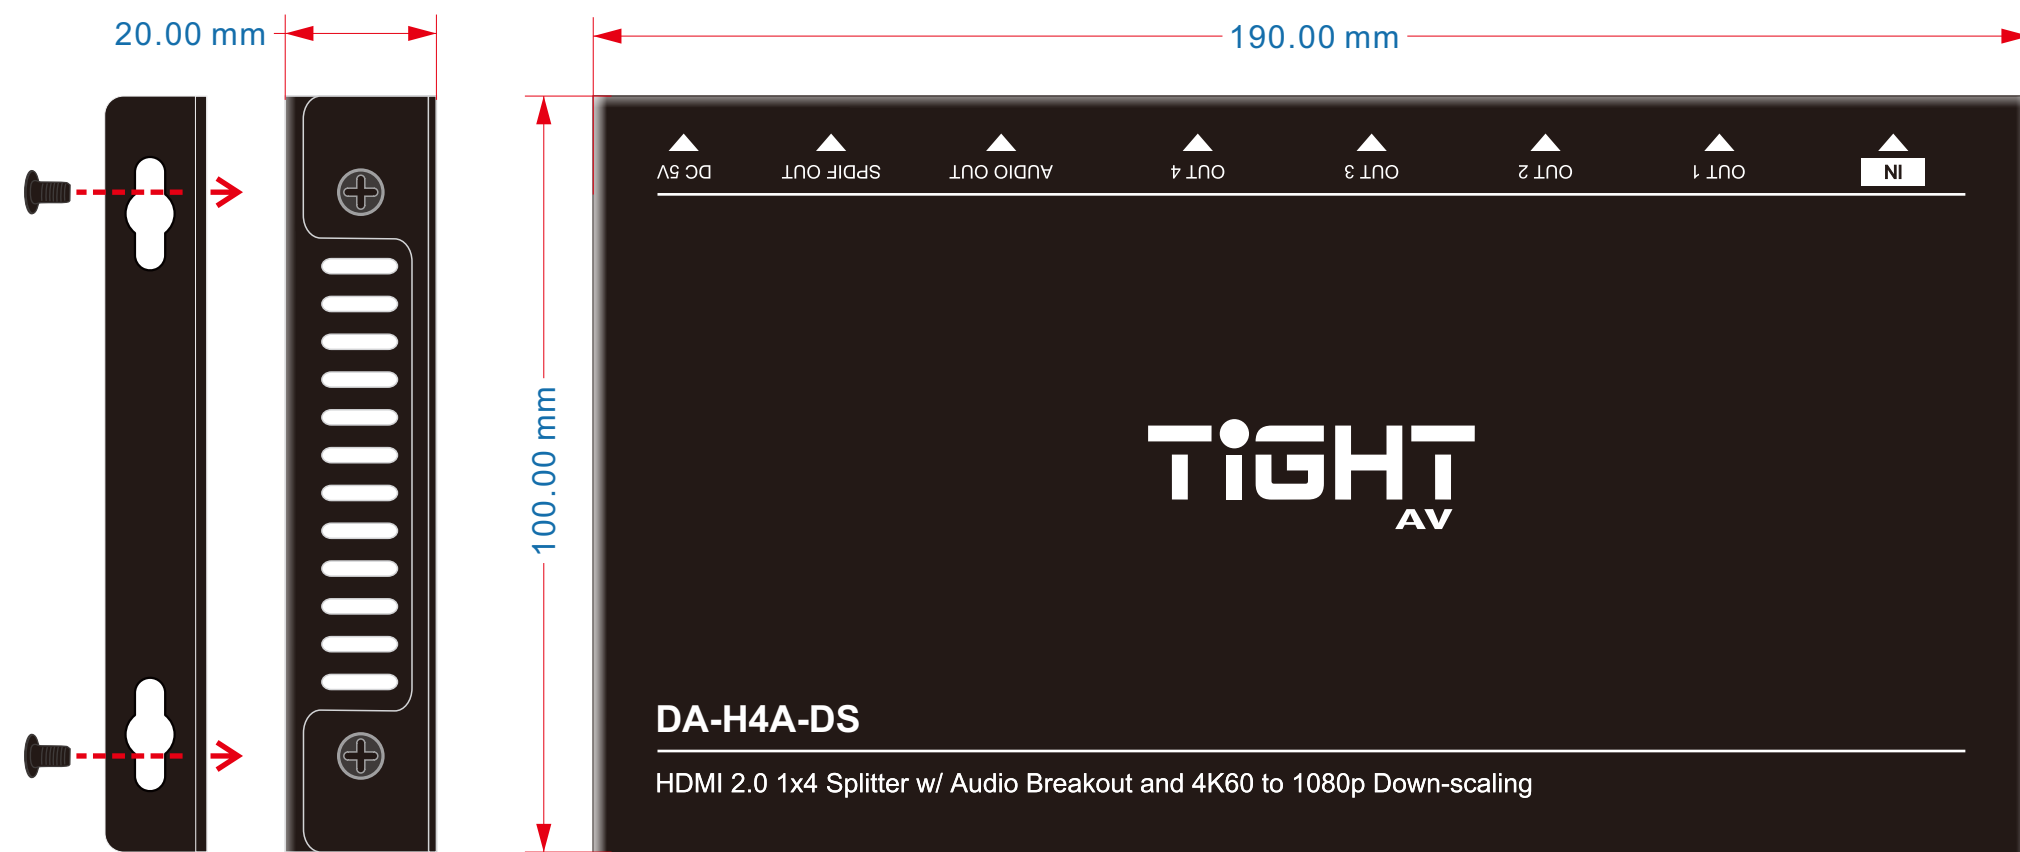 20.00 mm
190.00 mm
DC 5V
SPDIF OUT
AUDIO OUT
OUT 4
OUT 3
OUT 2
OUT 1
IN
100.00 mm
TiGHT
AV
DA-H4A-DS
HDMI 2.0 1x4 Splitter w/ Audio Breakout and 4K60 to 1080p Down-scaling